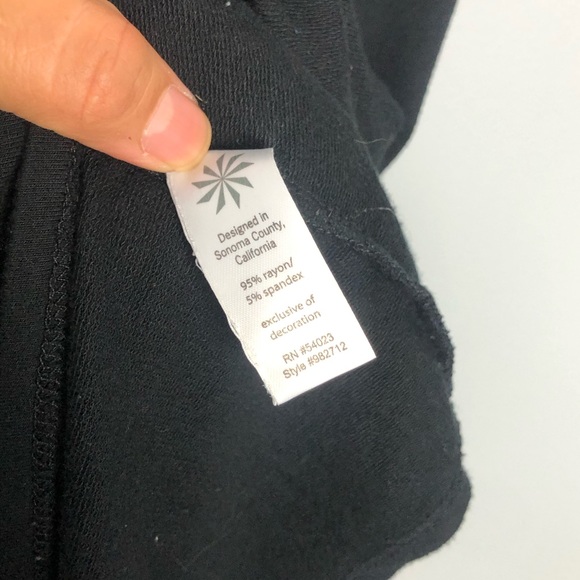 Designed in
Sonoma County,
California
95% rayon/
5% spandex
exclusive of
decoration
RN #54023
Style #982712